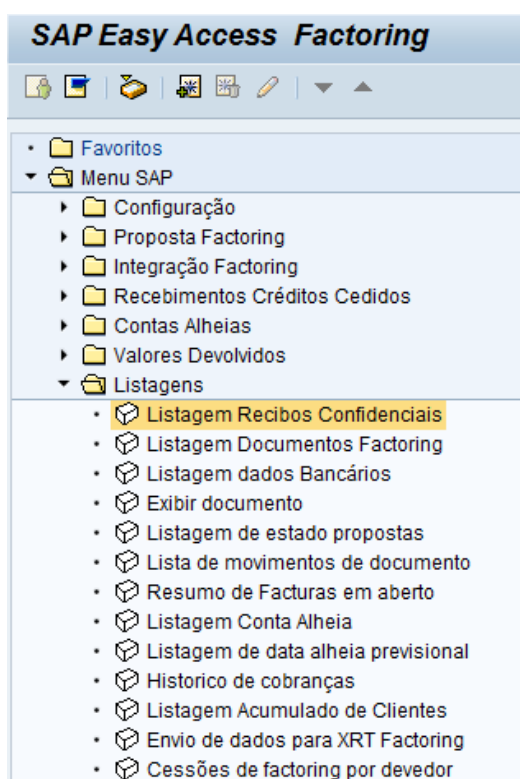 SAP Easy Access Factoring
Favoritos
Menu SAP
Configuração
Proposta Factoring
Integração Factoring
Recebimentos Créditos Cedidos
Contas Alheias
Valores Devolvidos
Listagens
Listagem Recibos Confidenciais
Listagem Documentos Factoring
Listagem dados Bancários
Exibir documento
Listagem de estado propostas
Lista de movimentos de documento
Resumo de Facturas em aberto
Listagem Conta Alheia
Listagem de data alheia previsional
Historico de cobranças
Listagem Acumulado de Clientes
Envio de dados para XRT Factoring
Cessões de factoring por devedor